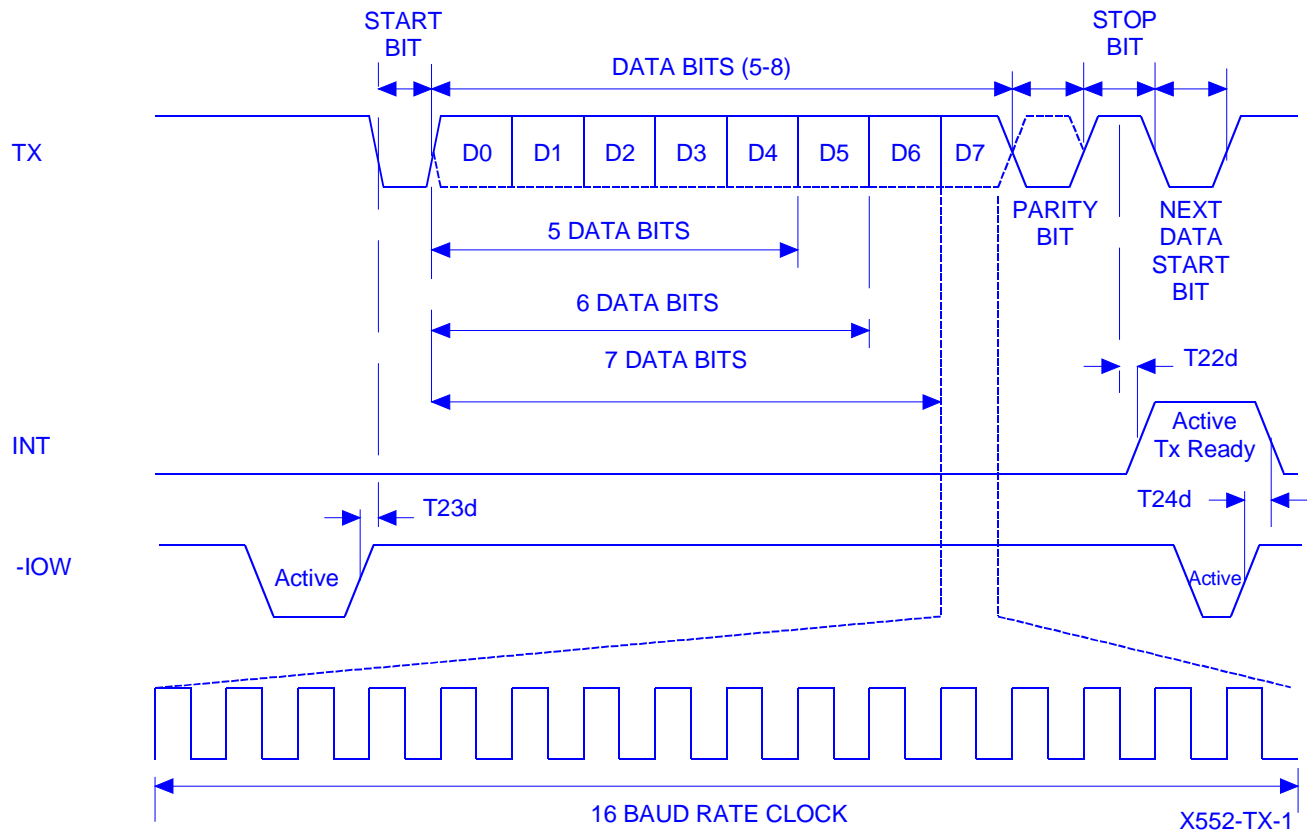 START
BIT
STOP
BIT
DATA BITS (5-8)
TX
D0 D1 D2 D3 D4 D5 D6 D7
PARITY
BIT
NEXT
DATA
START
BIT
5 DATA BITS
6 DATA BITS
7 DATA BITS
T22d
INT
Active
Tx Ready
T23d
T24d
-IOW
Active
Active
16 BAUD RATE CLOCK
X552-TX-1